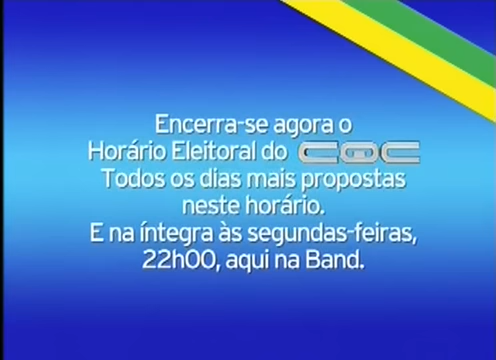 Encerra-se agora o
Horário Eleitoral do CQC
Todos os dias mais propostas
neste horário.
E na íntegra às segundas-feiras,
22h00, aqui na Band.